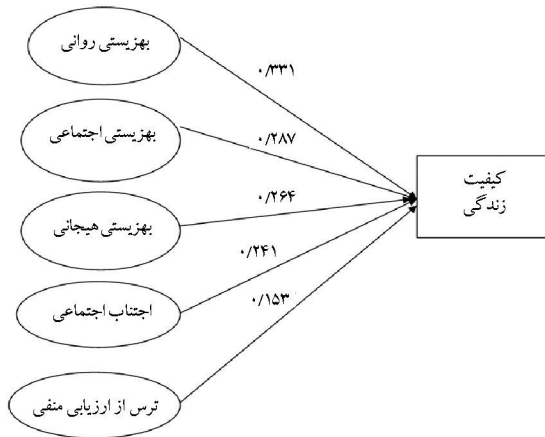 بهزیستی روانی
۰/۳۳۱
بهزیستی اجتماعی
۰/۲۸۷
کیفیت
زندگی
بهزیستی هیجانی
۰/۲۶۴
۰/۲۴۱
اجتناب اجتماعی
۰/۱۵۳
ترس از ارزیابی منفی